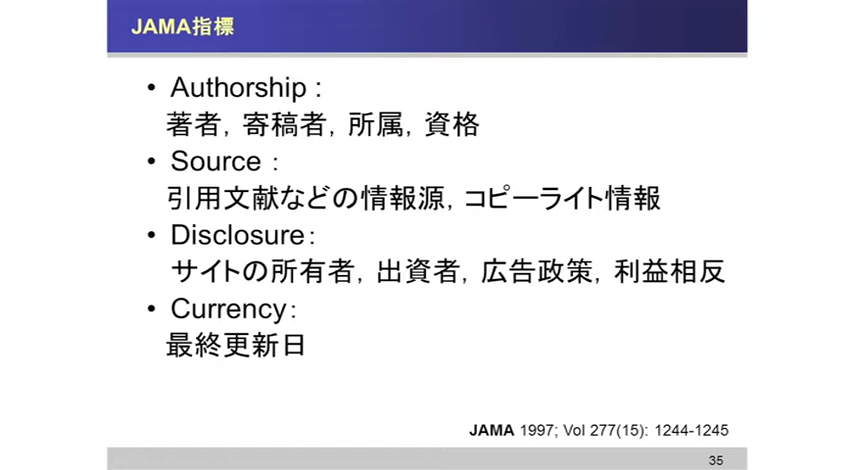 JAMA指標
• Authorship :
著者, 寄稿者, 所属, 資格
• Source :
引用文献などの情報源, コピーライト情報
• Disclosure:
サイトの所有者, 出資者, 広告政策, 利益相反
• Currency:
最終更新日
JAMA 1997; Vol 277(15): 1244-1245
35